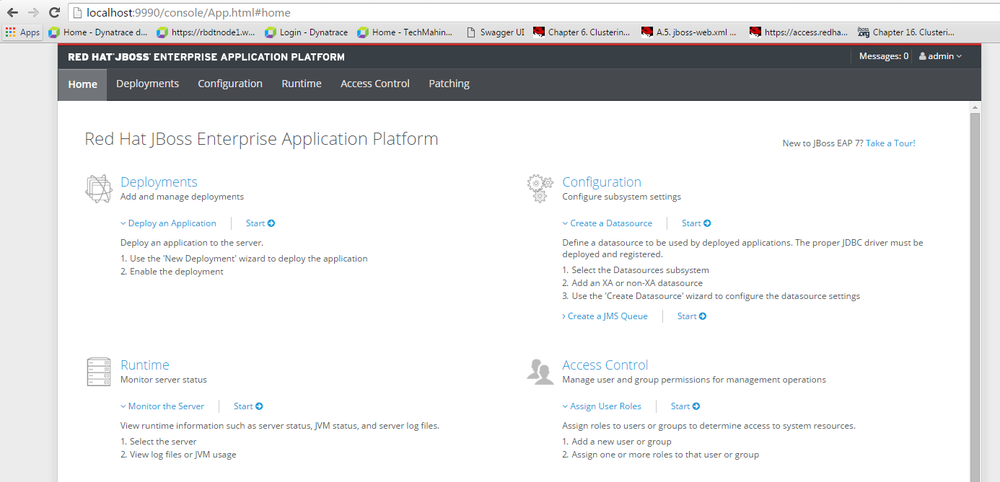 localhost:9990/console/App.html#home
Apps Home - Dynatrace d... https://rbdtnode1.w... Login - Dynatrace Home - TechMahin... Swagger UI Chapter 6. Clusterin... A.5. jboss-web.xml ... https://access.redha... Chapter 16. Clusteri...
RED HAT JBOSS ENTERPRISE APPLICATION PLATFORM Messages: 0 admin
Home Deployments Configuration Runtime Access Control Patching
Red Hat JBoss Enterprise Application Platform
New to JBoss EAP 7? Take a Tour!
Deployments
Add and manage deployments
Deploy an Application Start
Deploy an application to the server.
1. Use the 'New Deployment' wizard to deploy the application
2. Enable the deployment
Configuration
Configure subsystem settings
Create a Datasource Start
Define a datasource to be used by deployed applications. The proper JDBC driver must be
deployed and registered.
1. Select the Datasources subsystem
2. Add an XA or non-XA datasource
3. Use the 'Create Datasource' wizard to configure the datasource settings
Create a JMS Queue Start
Runtime
Monitor server status
Monitor the Server Start
View runtime information such as server status, JVM status, and server log files.
1. Select the server
2. View log files or JVM usage
Access Control
Manage user and group permissions for management operations
Assign User Roles Start
Assign roles to users or groups to determine access to system resources.
1. Add a new user or group
2. Assign one or more roles to that user or group